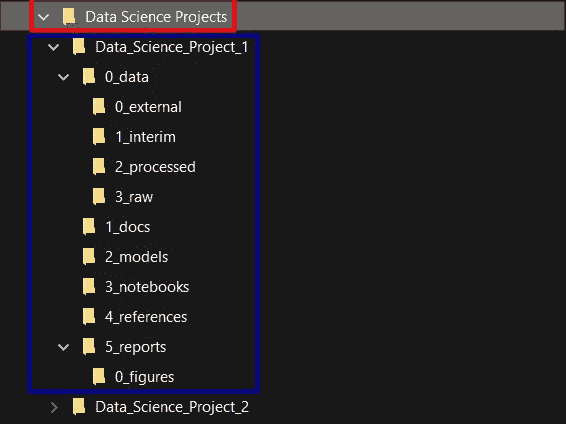 Data Science Projects
Data_Science_Project_1
0_data
0_external
1_interim
2_processed
3_raw
1_docs
2_models
3_notebooks
4_references
5_reports
0_figures
Data_Science_Project_2